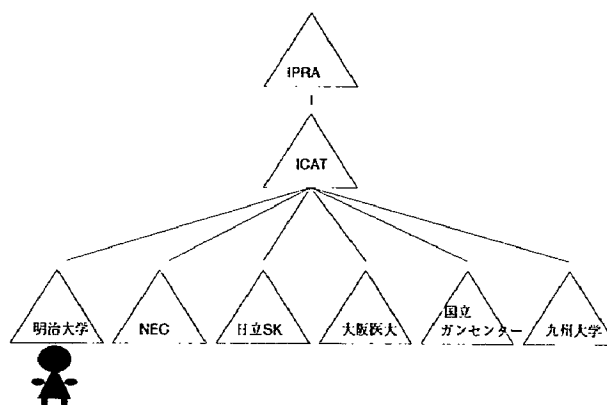 IPRA
ICAT
明治大学
NEC
日立SK
大阪医大
国立
ガンセンター
九州大学